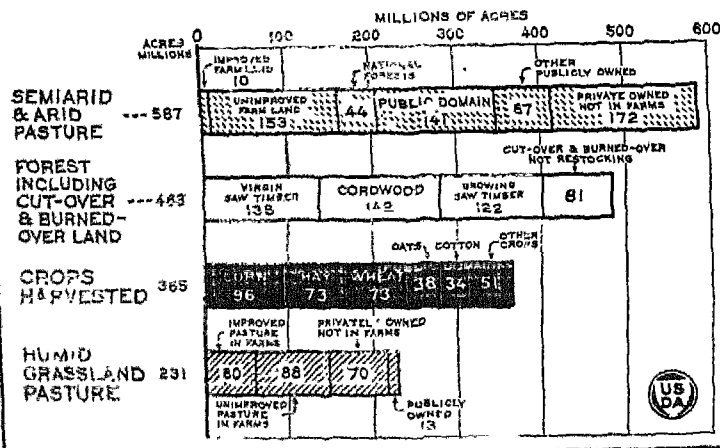 MILLIONS OF ACRES
ACRES
MILLIONS
0 100 200 300 400 500 600
IMPROVED
FARM LAND
10
NATIONAL
FORESTS
OTHER
PUBLICLY OWNED
SEMIARID
& ARID
PASTURE
---587
UNIMPROVED
FARM LAND
153
44
PUBLIC DOMAIN
141
67
PRIVATE OWNED
NOT IN FARMS
172
CUT-OVER & BURNED-OVER
NOT RESTOCKING
FOREST
INCLUDING
CUT-OVER
& BURNED-
OVER LAND
---483
VIRGIN
SAW TIMBER
138
CORDWOOD
142
GROWING
SAW TIMBER
122
81
OATS COTTON
OTHER
CROPS
CROPS
HARVESTED
365
CORN
96
HAY
73
WHEAT
73
38 34 51
IMPROVED
PASTURE
IN FARMS
PRIVATELY OWNED
NOT IN FARMS
HUMID
GRASSLAND
PASTURE
231
60 88 70
UNIMPROVED
PASTURE
IN FARMS
PUBLICLY
OWNED
13
US
DA